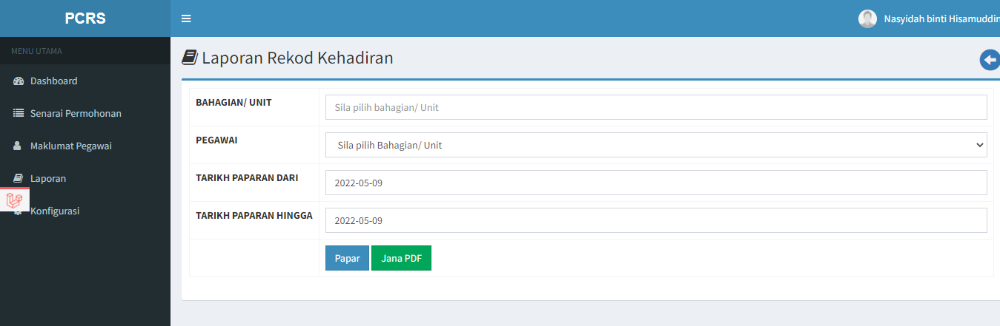 PCRS
Nasyidah binti Hisamuddin
MENU UTAMA
Dashboard
Senarai Permohonan
Maklumat Pegawai
Laporan
Konfigurasi
Laporan Rekod Kehadiran
BAHAGIAN/ UNIT
Sila pilih bahagian/ Unit
PEGAWAI
Sila pilih Bahagian/ Unit
TARIKH PAPARAN DARI
2022-05-09
TARIKH PAPARAN HINGGA
2022-05-09
Papar
Jana PDF